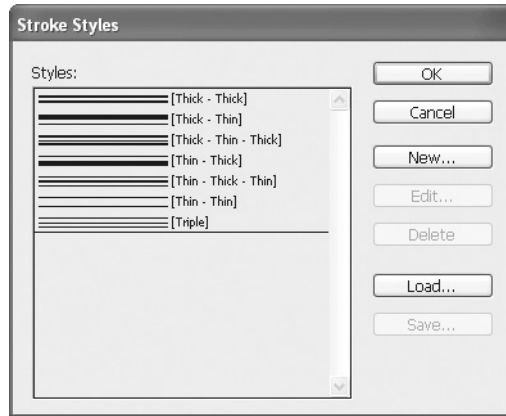 Stroke Styles
Styles:
[Thick - Thick]
[Thick - Thin]
[Thick - Thin - Thick]
[Thin - Thick]
[Thin - Thick - Thin]
[Thin - Thin]
[Triple]
OK
Cancel
New...
Edit...
Delete
Load...
Save...